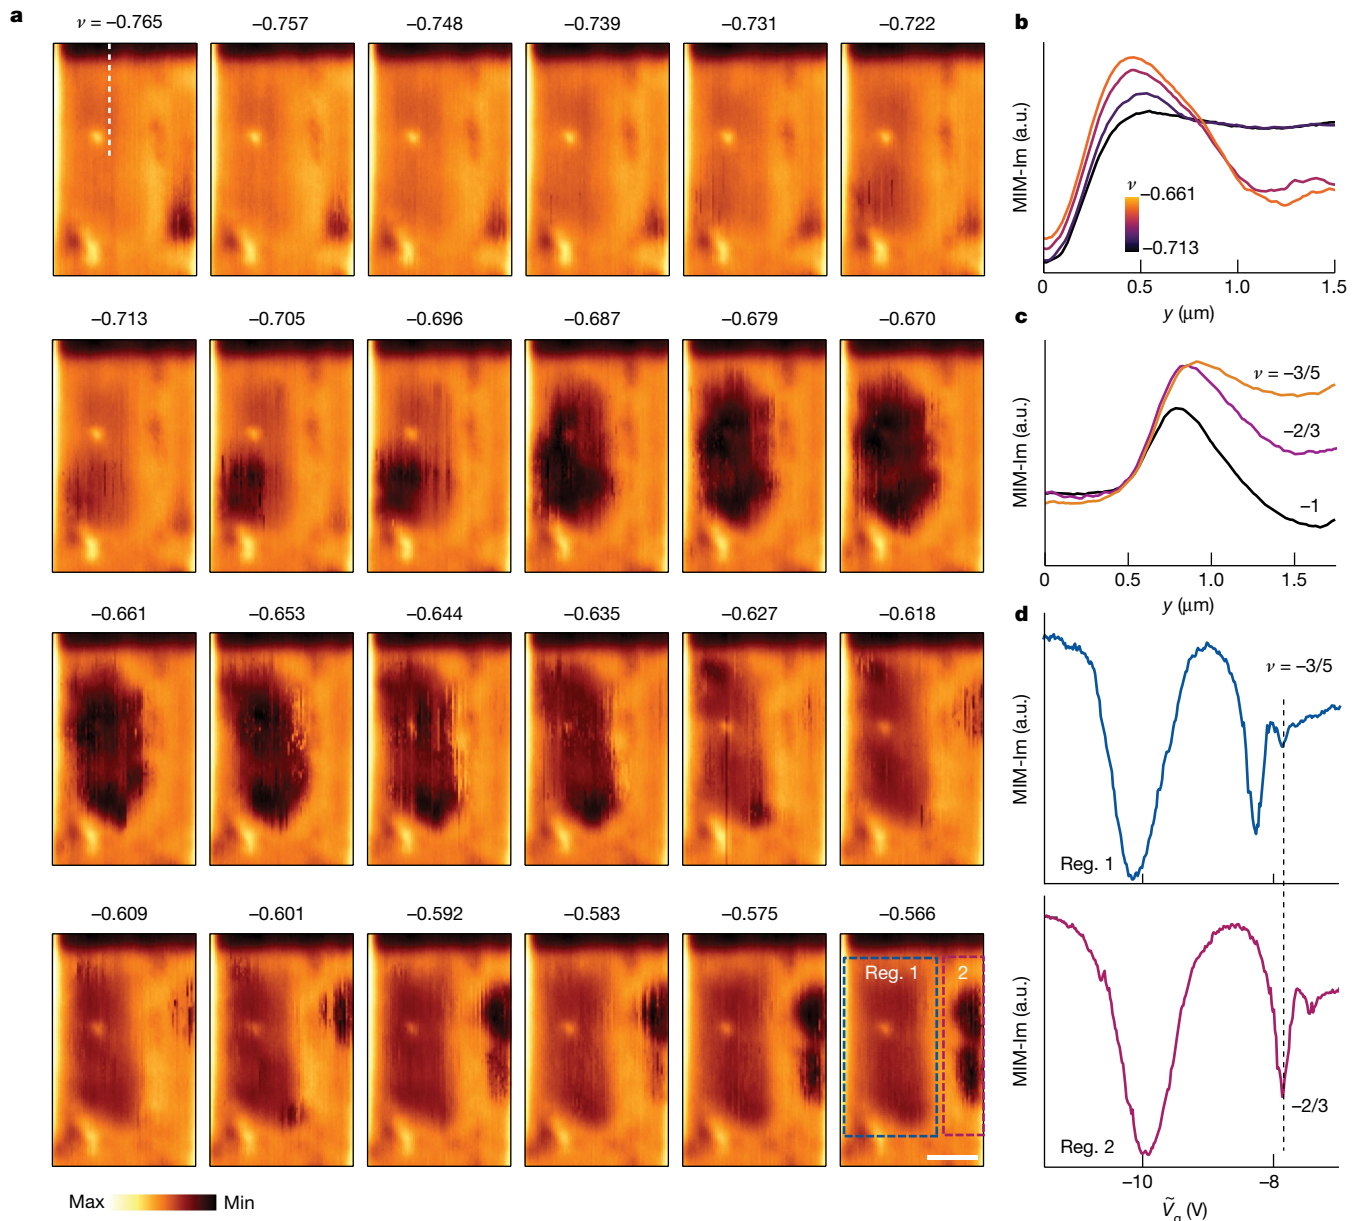 a
ν = −0.765 −0.757 −0.748 −0.739 −0.731 −0.722
−0.713 −0.705 −0.696 −0.687 −0.679 −0.670
−0.661 −0.653 −0.644 −0.635 −0.627 −0.618
−0.609 −0.601 −0.592 −0.583 −0.575 −0.566
Reg. 1 2
Max Min
b
MIM-Im (a.u.)
ν
−0.661
−0.713
0 0.5 1.0 1.5
y (μm)
c
MIM-Im (a.u.)
ν = −3/5
−2/3
−1
0 0.5 1.0 1.5
y (μm)
d
MIM-Im (a.u.)
ν = −3/5
Reg. 1
MIM-Im (a.u.)
−2/3
Reg. 2
−10 −8
Ṽg (V)